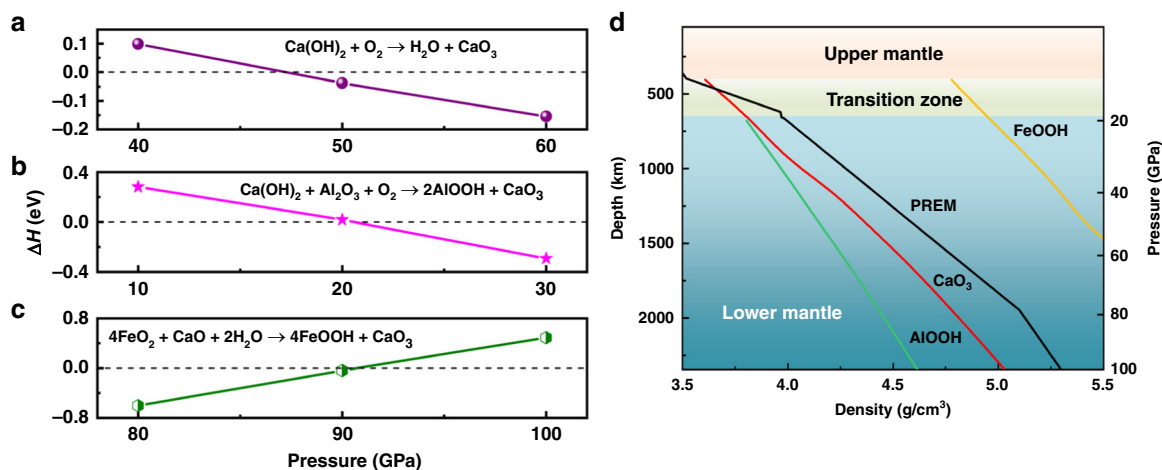 a
0.1
0.0
−0.1
−0.2
Ca(OH)₂ + O₂ → H₂O + CaO₃
40
50
60
b
0.4
0.0
−0.4
Ca(OH)₂ + Al₂O₃ + O₂ → 2AlOOH + CaO₃
10
20
30
ΔH (eV)
c
0.8
0.0
−0.8
4FeO₂ + CaO + 2H₂O → 4FeOOH + CaO₃
80
90
100
Pressure (GPa)
d
Upper mantle
Transition zone
Lower mantle
FeOOH
PREM
CaO₃
AlOOH
500
1000
1500
2000
Depth (km)
20
40
60
80
100
Pressure (GPa)
3.5
4.0
4.5
5.0
5.5
Density (g/cm³)